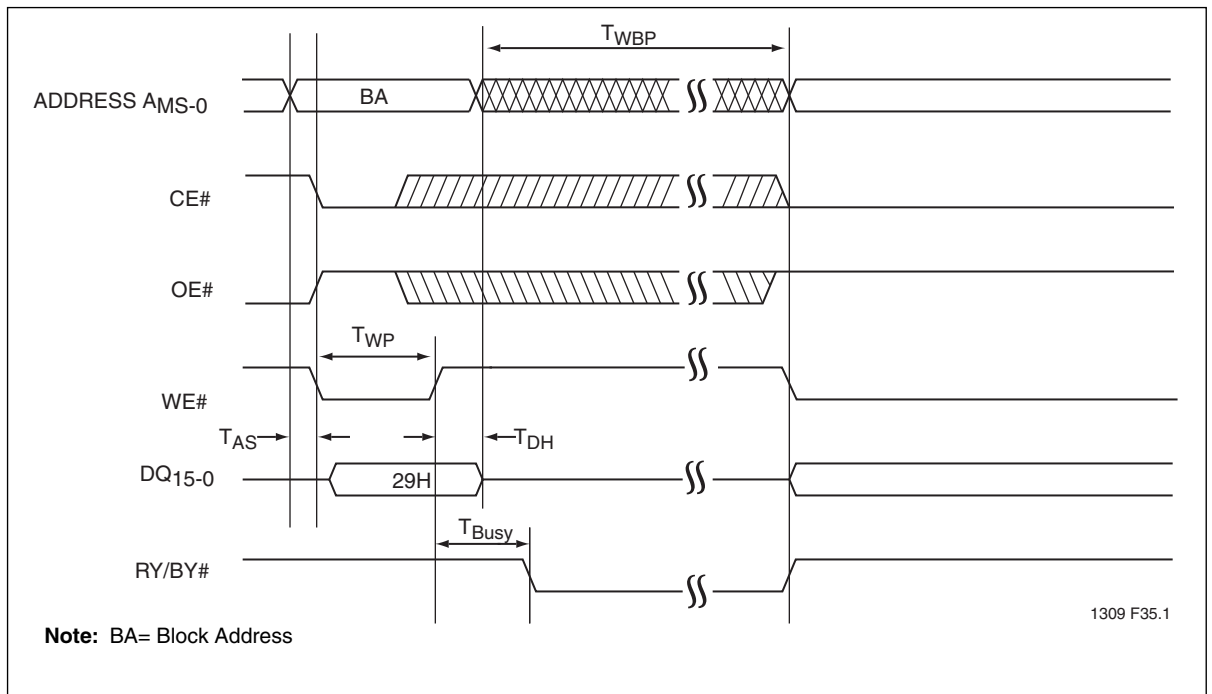 TWBP
ADDRESS AMS-0
BA
CE#
OE#
TWP
WE#
TAS
TDH
DQ15-0
29H
TBusy
RY/BY#
1309 F35.1
Note: BA= Block Address